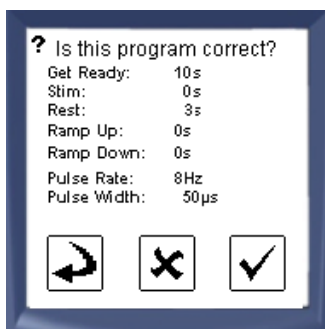 ? Is this program correct?
Get Ready: 10s
Stim: 0s
Rest: 3s
Ramp Up: 0s
Ramp Down: 0s
Pulse Rate: 8Hz
Pulse Width: 50µs